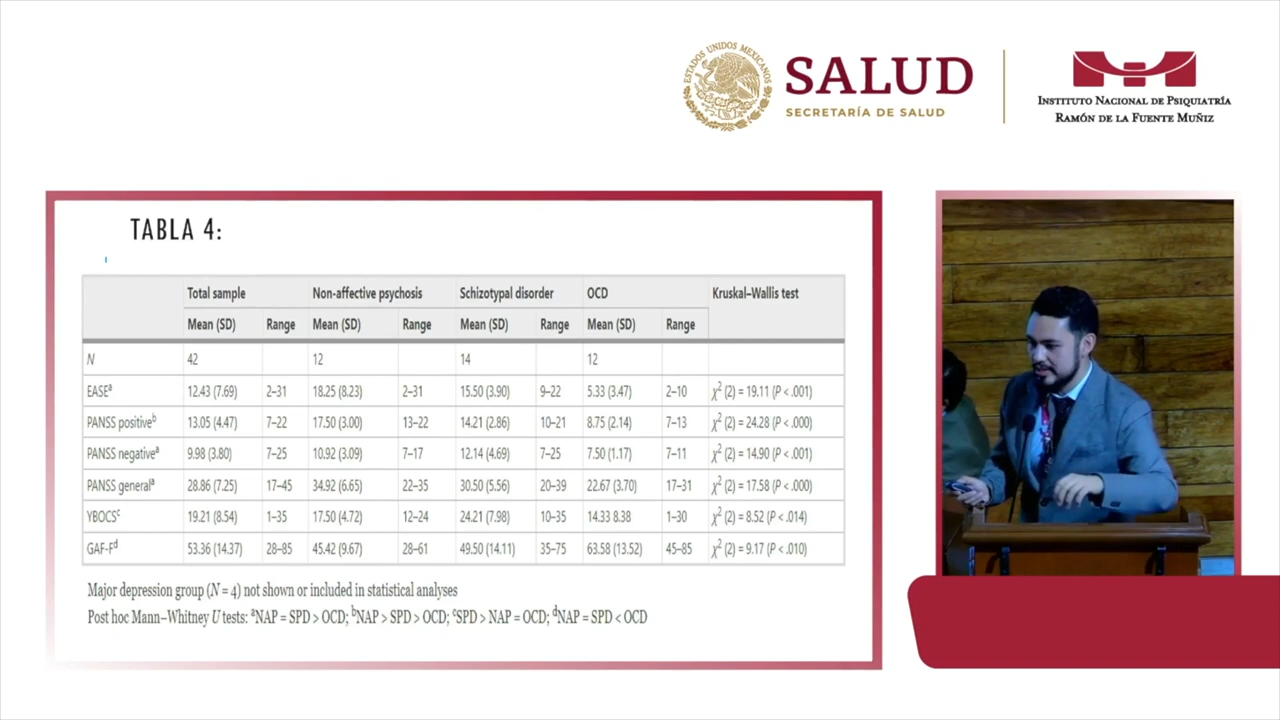 ESTADOS UNIDOS MEXICANOS
SALUD
SECRETARÍA DE SALUD
INSTITUTO NACIONAL DE PSIQUIATRÍA
RAMÓN DE LA FUENTE MUÑIZ
TABLA 4:
Total sample Non-affective psychosis Schizotypal disorder OCD Kruskal–Wallis test
Mean (SD) Range Mean (SD) Range Mean (SD) Range Mean (SD) Range
N 42 12 14 12
EASEᵃ 12.43 (7.69) 2–31 18.25 (8.23) 2–31 15.50 (3.90) 9–22 5.33 (3.47) 2–10 χ² (2) = 19.11 (P < .001)
PANSS positiveᵇ 13.05 (4.47) 7–22 17.50 (3.00) 13–22 14.21 (2.86) 10–21 8.75 (2.14) 7–13 χ² (2) = 24.28 (P < .000)
PANSS negativeᵃ 9.98 (3.80) 7–25 10.92 (3.09) 7–17 12.14 (4.69) 7–25 7.50 (1.17) 7–11 χ² (2) = 14.90 (P < .001)
PANSS generalᵃ 28.86 (7.25) 17–45 34.92 (6.65) 22–35 30.50 (5.56) 20–39 22.67 (3.70) 17–31 χ² (2) = 17.58 (P < .000)
YBOCSᶜ 19.21 (8.54) 1–35 17.50 (4.72) 12–24 24.21 (7.98) 10–35 14.33 8.38 1–30 χ² (2) = 8.52 (P < .014)
GAF-Fᵈ 53.36 (14.37) 28–85 45.42 (9.67) 28–61 49.50 (14.11) 35–75 63.58 (13.52) 45–85 χ² (2) = 9.17 (P < .010)
Major depression group (N = 4) not shown or included in statistical analyses
Post hoc Mann–Whitney U tests: ᵃNAP = SPD > OCD; ᵇNAP > SPD > OCD; ᶜSPD > NAP = OCD; ᵈNAP = SPD < OCD